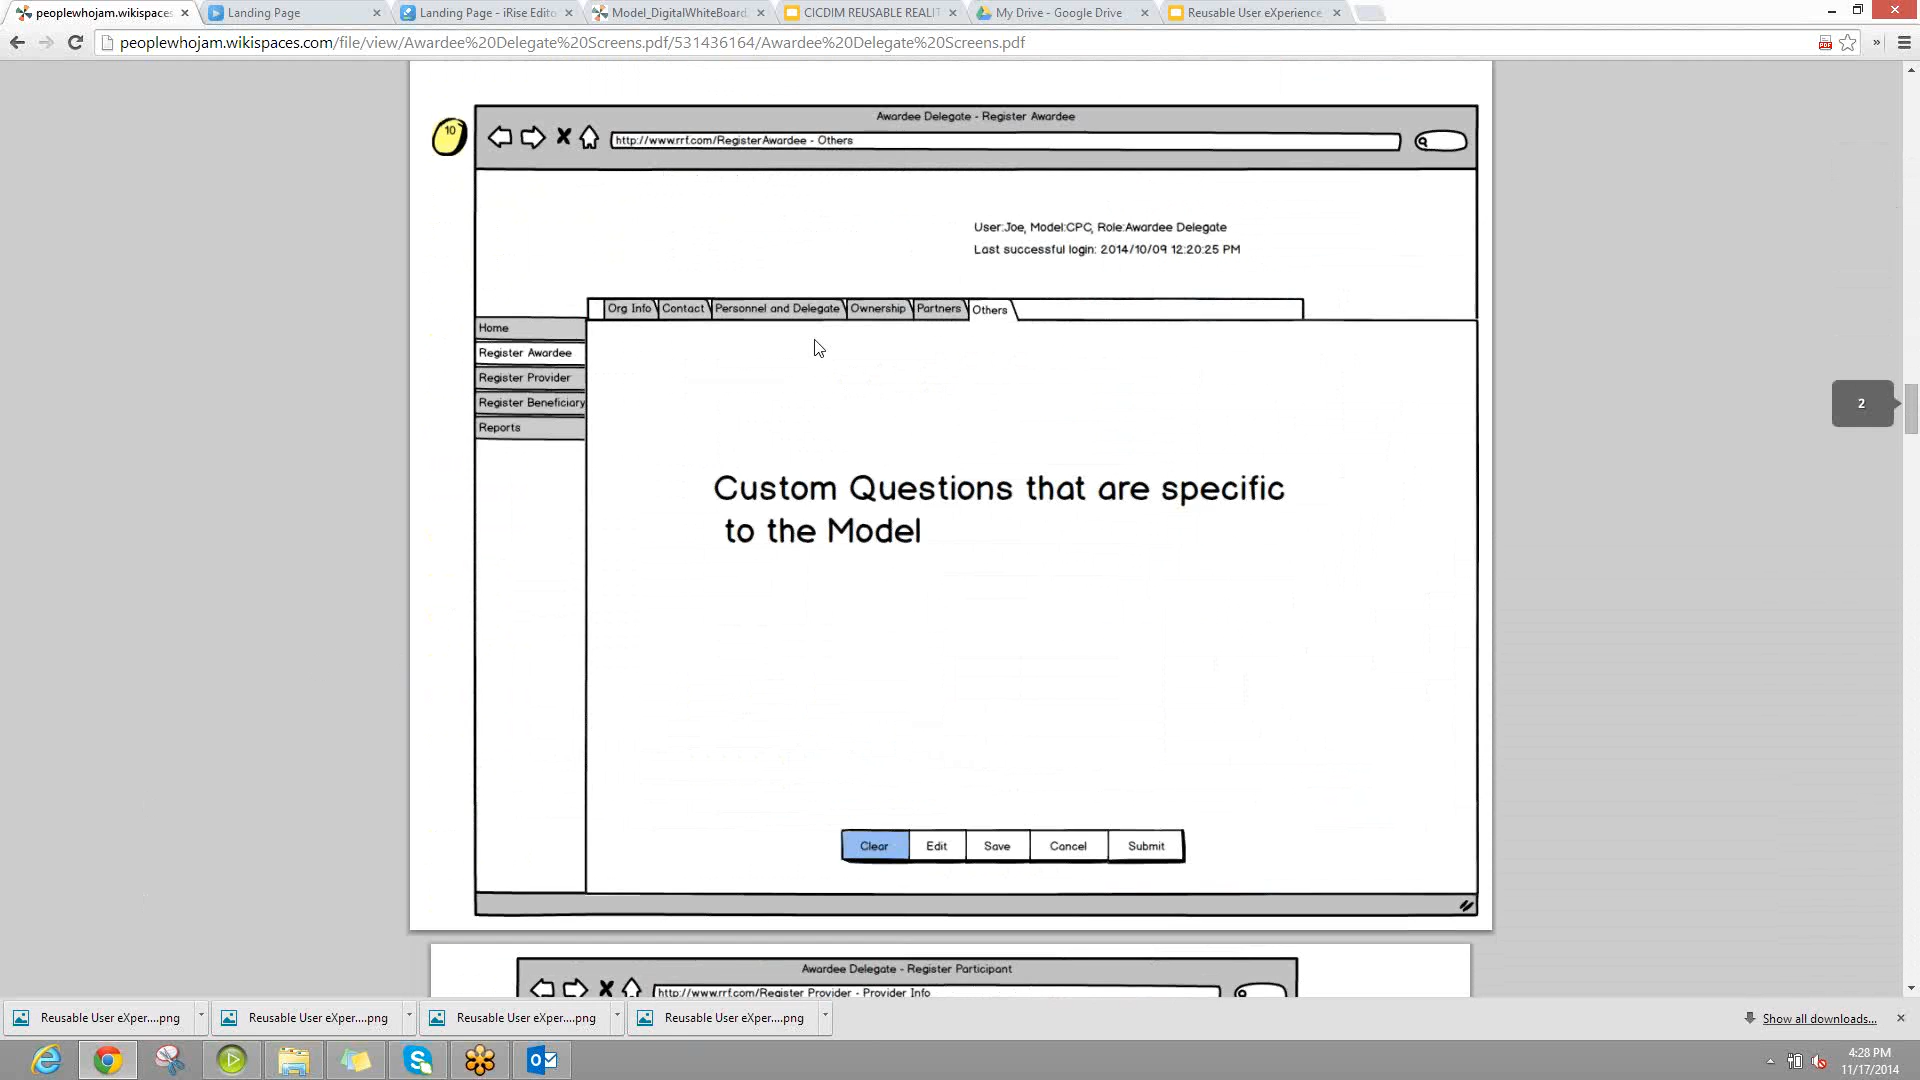 peoplewhojam.wikispaces
Landing Page
Landing Page - iRise Edito
Model_DigitalWhiteBoard
CICDIM REUSABLE REALIT
My Drive - Google Drive
Reusable User eXperience
peoplewhojam.wikispaces.com/file/view/Awardee%20Delegate%20Screens.pdf/531436164/Awardee%20Delegate%20Screens.pdf
Awardee Delegate - Register Awardee
10
http://www.rrf.com/RegisterAwardee - Others
User:Joe, Model:CPC, Role:Awardee Delegate
Last successful login: 2014/10/09 12:20:25 PM
Org Info Contact Personnel and Delegate Ownership Partners Others
Home
Register Awardee
Register Provider
Register Beneficiary
Reports
2
Custom Questions that are specific
to the Model
Clear Edit Save Cancel Submit
Awardee Delegate - Register Participant
http://www.rrf.com/Register Provider - Provider Info
Reusable User eXper....png
Reusable User eXper....png
Reusable User eXper....png
Reusable User eXper....png
Show all downloads...
4:28 PM
11/17/2014